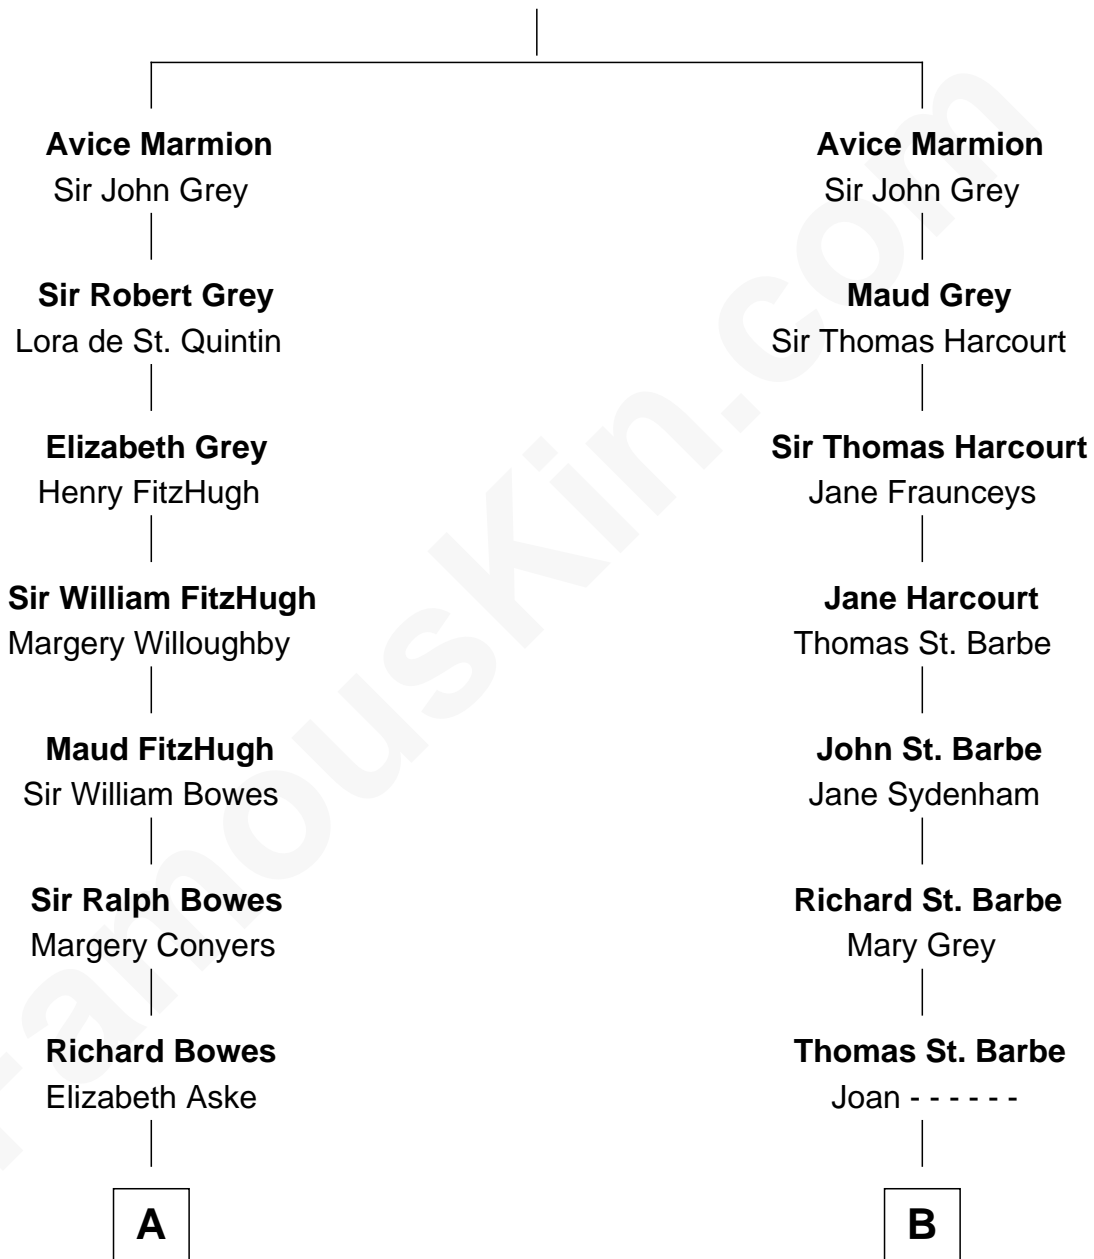 Avice Marmion
Sir John Grey
Sir Robert Grey
Lora de St. Quintin
Elizabeth Grey
Henry FitzHugh
Sir William FitzHugh
Margery Willoughby
Maud FitzHugh
Sir William Bowes
Sir Ralph Bowes
Margery Conyers
Richard Bowes
Elizabeth Aske
A
Avice Marmion
Sir John Grey
Maud Grey
Sir Thomas Harcourt
Sir Thomas Harcourt
Jane Fraunceys
Jane Harcourt
Thomas St. Barbe
John St. Barbe
Jane Sydenham
Richard St. Barbe
Mary Grey
Thomas St. Barbe
Joan - - - - - -
B
FamousKin.com